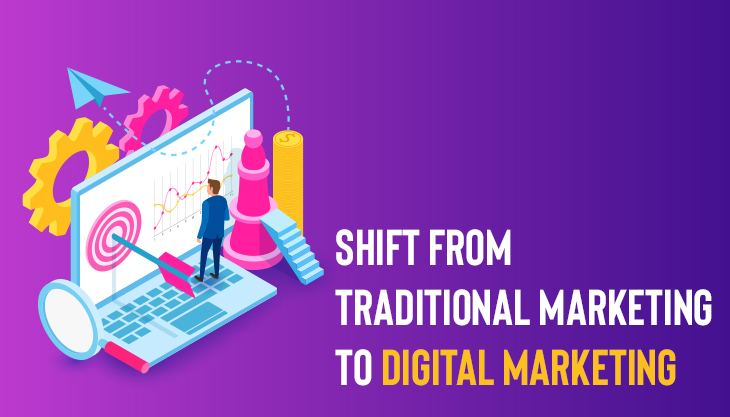 SHIFT FROM
TRADITIONAL MARKETING
TO DIGITAL MARKETING